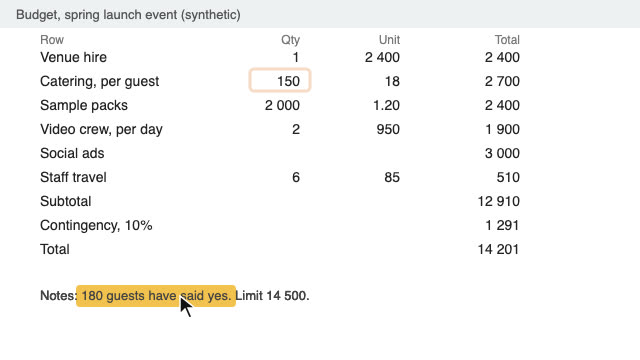 Budget, spring launch event (synthetic)
Row Qty Unit Total
Venue hire 1 2 400 2 400
Catering, per guest 150 18 2 700
Sample packs 2 000 1.20 2 400
Video crew, per day 2 950 1 900
Social ads 3 000
Staff travel 6 85 510
Subtotal 12 910
Contingency, 10% 1 291
Total 14 201
Notes: 180 guests have said yes. Limit 14 500.